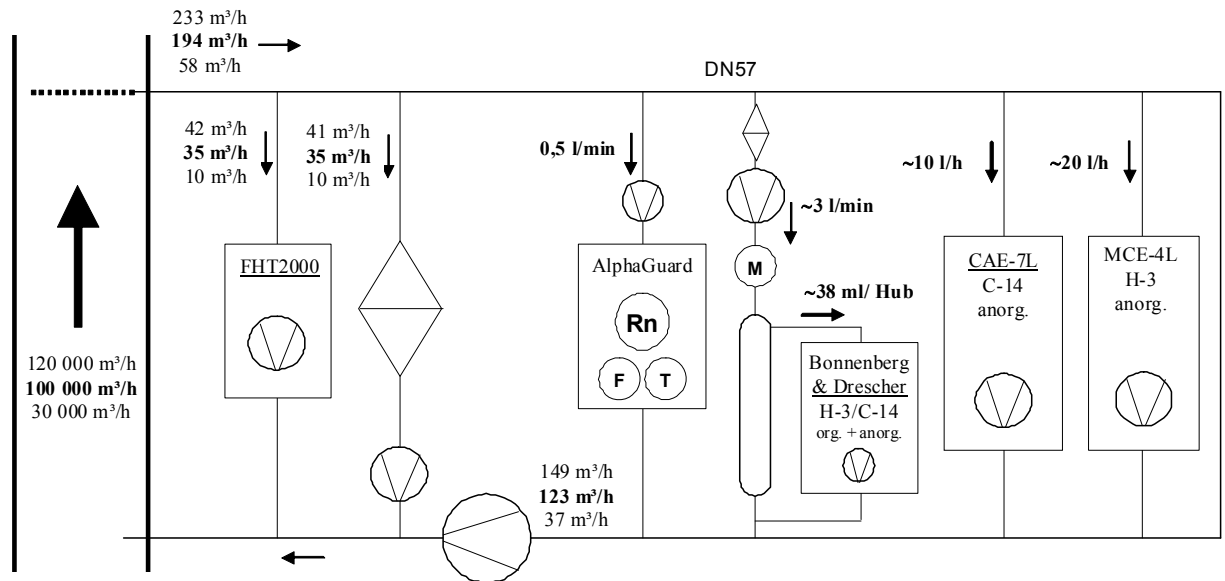 233 m³/h
194 m³/h
58 m³/h
DN57
42 m³/h
35 m³/h
10 m³/h
41 m³/h
35 m³/h
10 m³/h
0,5 l/min
~3 l/min
~10 l/h
~20 l/h
FHT2000
AlphaGuard
Rn
F
T
M
~38 ml/ Hub
Bonnenberg
& Drescher
H-3/C-14
org. + anorg.
CAE-7L
C-14
anorg.
MCE-4L
H-3
anorg.
120 000 m³/h
100 000 m³/h
30 000 m³/h
149 m³/h
123 m³/h
37 m³/h